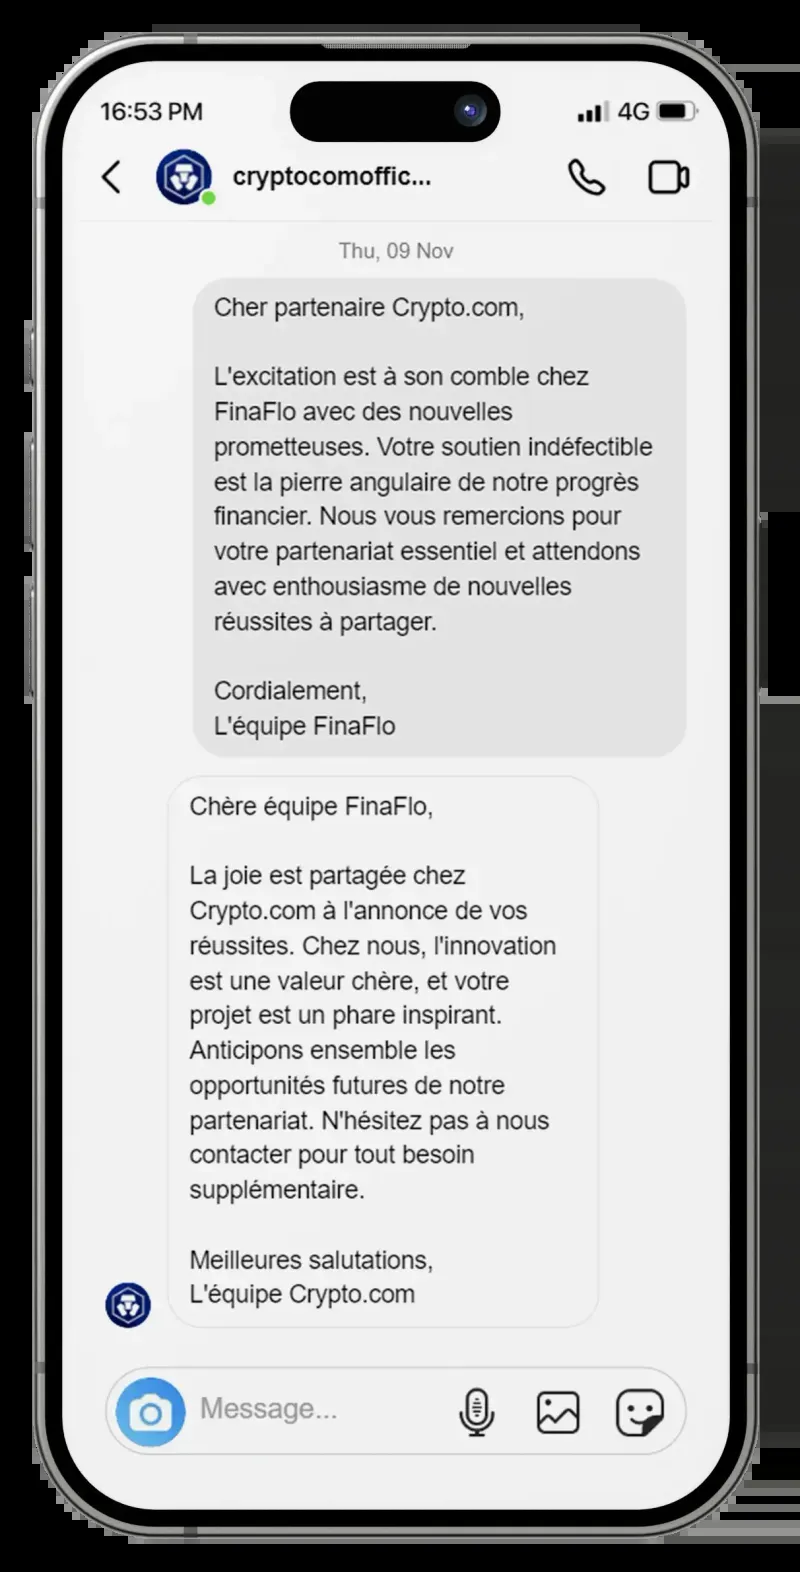 16:53 PM 4G
cryptocomoffic...
Thu, 09 Nov
Cher partenaire Crypto.com,
L'excitation est à son comble chez
FinaFlo avec des nouvelles
prometteuses. Votre soutien indéfectible
est la pierre angulaire de notre progrès
financier. Nous vous remercions pour
votre partenariat essentiel et attendons
avec enthousiasme de nouvelles
réussites à partager.
Cordialement,
L'équipe FinaFlo
Chère équipe FinaFlo,
La joie est partagée chez
Crypto.com à l'annonce de vos
réussites. Chez nous, l'innovation
est une valeur chère, et votre
projet est un phare inspirant.
Anticipons ensemble les
opportunités futures de notre
partenariat. N'hésitez pas à nous
contacter pour tout besoin
supplémentaire.
Meilleures salutations,
L'équipe Crypto.com
Message...